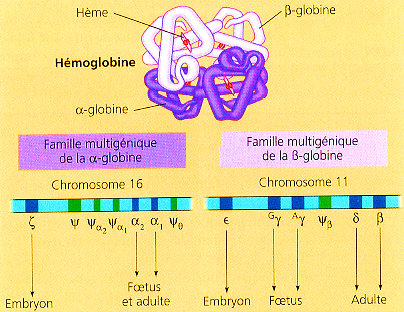 Hème
β-globine
Hémoglobine
α-globine
Famille multigénique
de la α-globine
Famille multigénique
de la ß-globine
Chromosome 16
Chromosome 11
ζ ψ ψα2 ψα1 α2 α1 ψθ
ε Gγ Aγ ψβ δ β
Embryon
Fœtus
et adulte
Embryon
Fœtus
Adulte